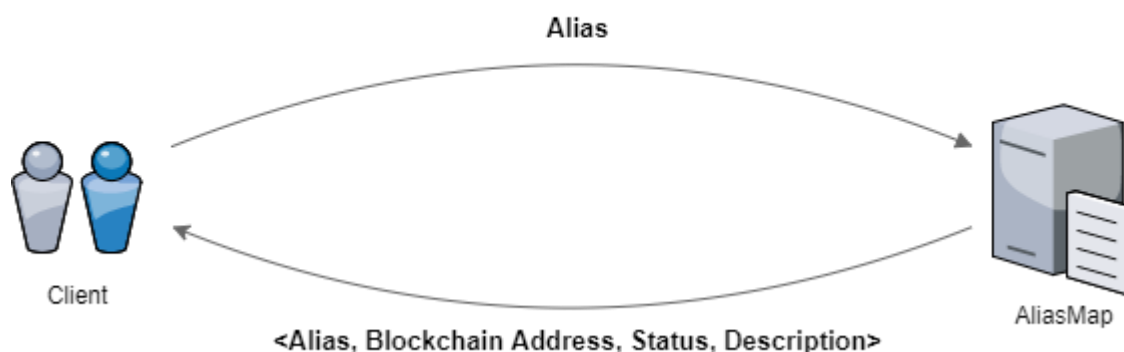 Alias
Client
AliasMap
<Alias, Blockchain Address, Status, Description>